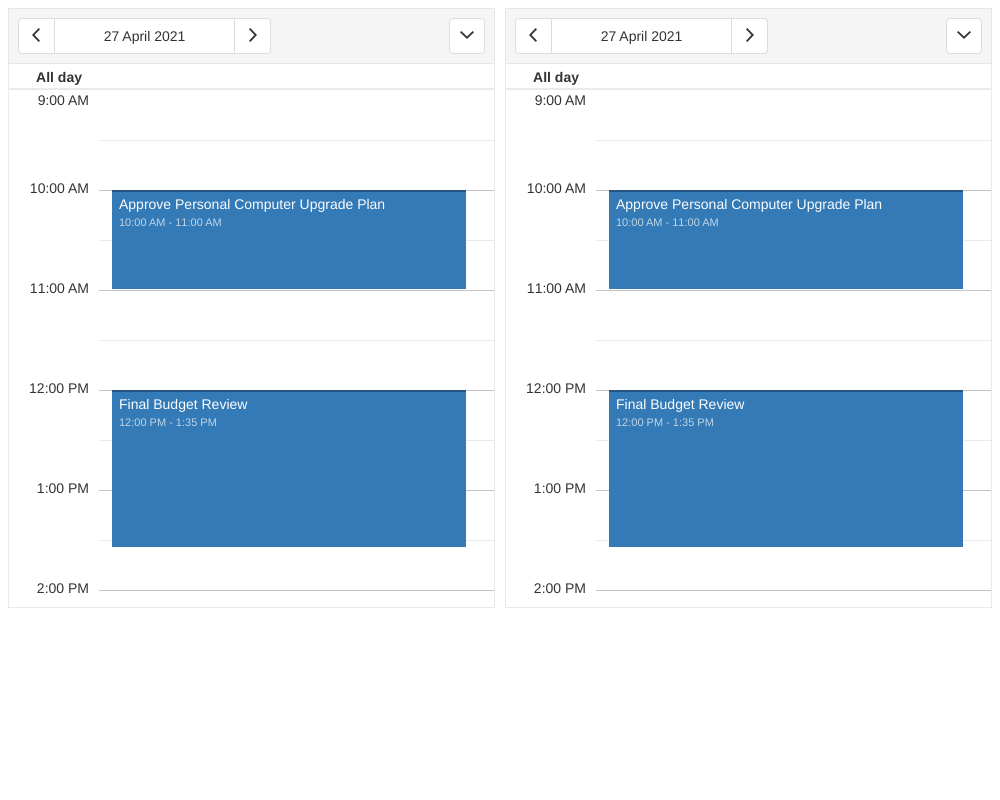 27 April 2021
All day
9:00 AM
10:00 AM
Approve Personal Computer Upgrade Plan
10:00 AM - 11:00 AM
11:00 AM
12:00 PM
Final Budget Review
12:00 PM - 1:35 PM
1:00 PM
2:00 PM
27 April 2021
All day
9:00 AM
10:00 AM
Approve Personal Computer Upgrade Plan
10:00 AM - 11:00 AM
11:00 AM
12:00 PM
Final Budget Review
12:00 PM - 1:35 PM
1:00 PM
2:00 PM